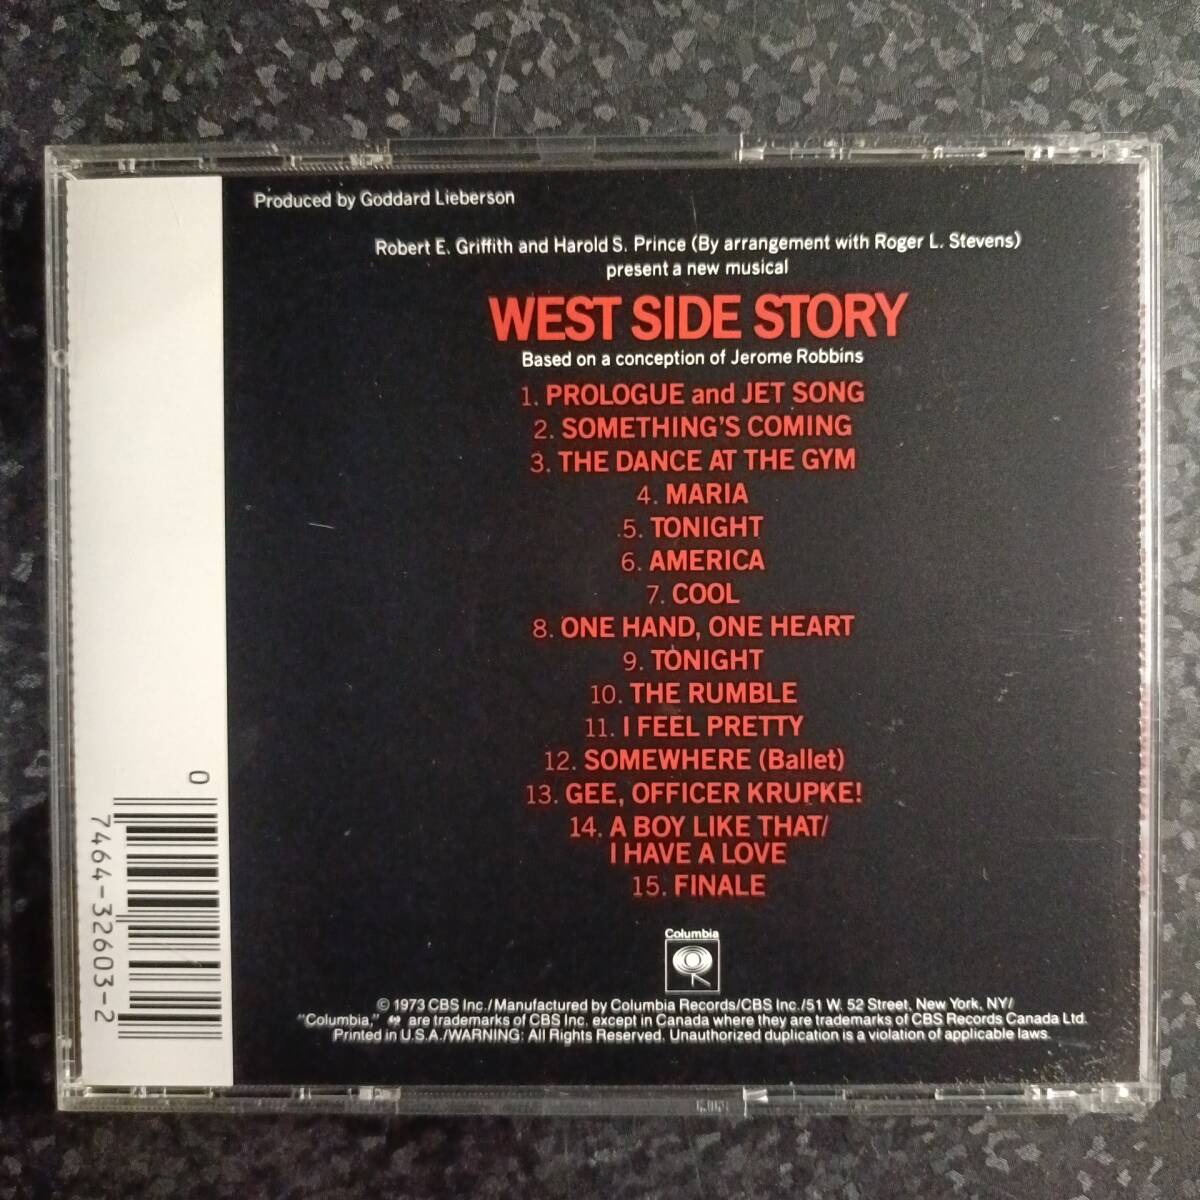 Produced by Goddard Lieberson
Robert E. Griffith and Harold S. Prince (By arrangement with Roger L. Stevens)
present a new musical
WEST SIDE STORY
Based on a conception of Jerome Robbins
1. PROLOGUE and JET SONG
2. SOMETHING'S COMING
3. THE DANCE AT THE GYM
4. MARIA
5. TONIGHT
6. AMERICA
7. COOL
8. ONE HAND, ONE HEART
9. TONIGHT
10. THE RUMBLE
11. I FEEL PRETTY
12. SOMEWHERE (Ballet)
13. GEE, OFFICER KRUPKE!
14. A BOY LIKE THAT/
I HAVE A LOVE
15. FINALE
Columbia
© 1973 CBS Inc./Manufactured by Columbia Records/CBS Inc./51 W. 52 Street, New York, NY/
"Columbia," are trademarks of CBS Inc. except in Canada where they are trademarks of CBS Records Canada Ltd.
Printed in U.S.A./WARNING: All Rights Reserved. Unauthorized duplication is a violation of applicable laws.
0
7464-32603-2